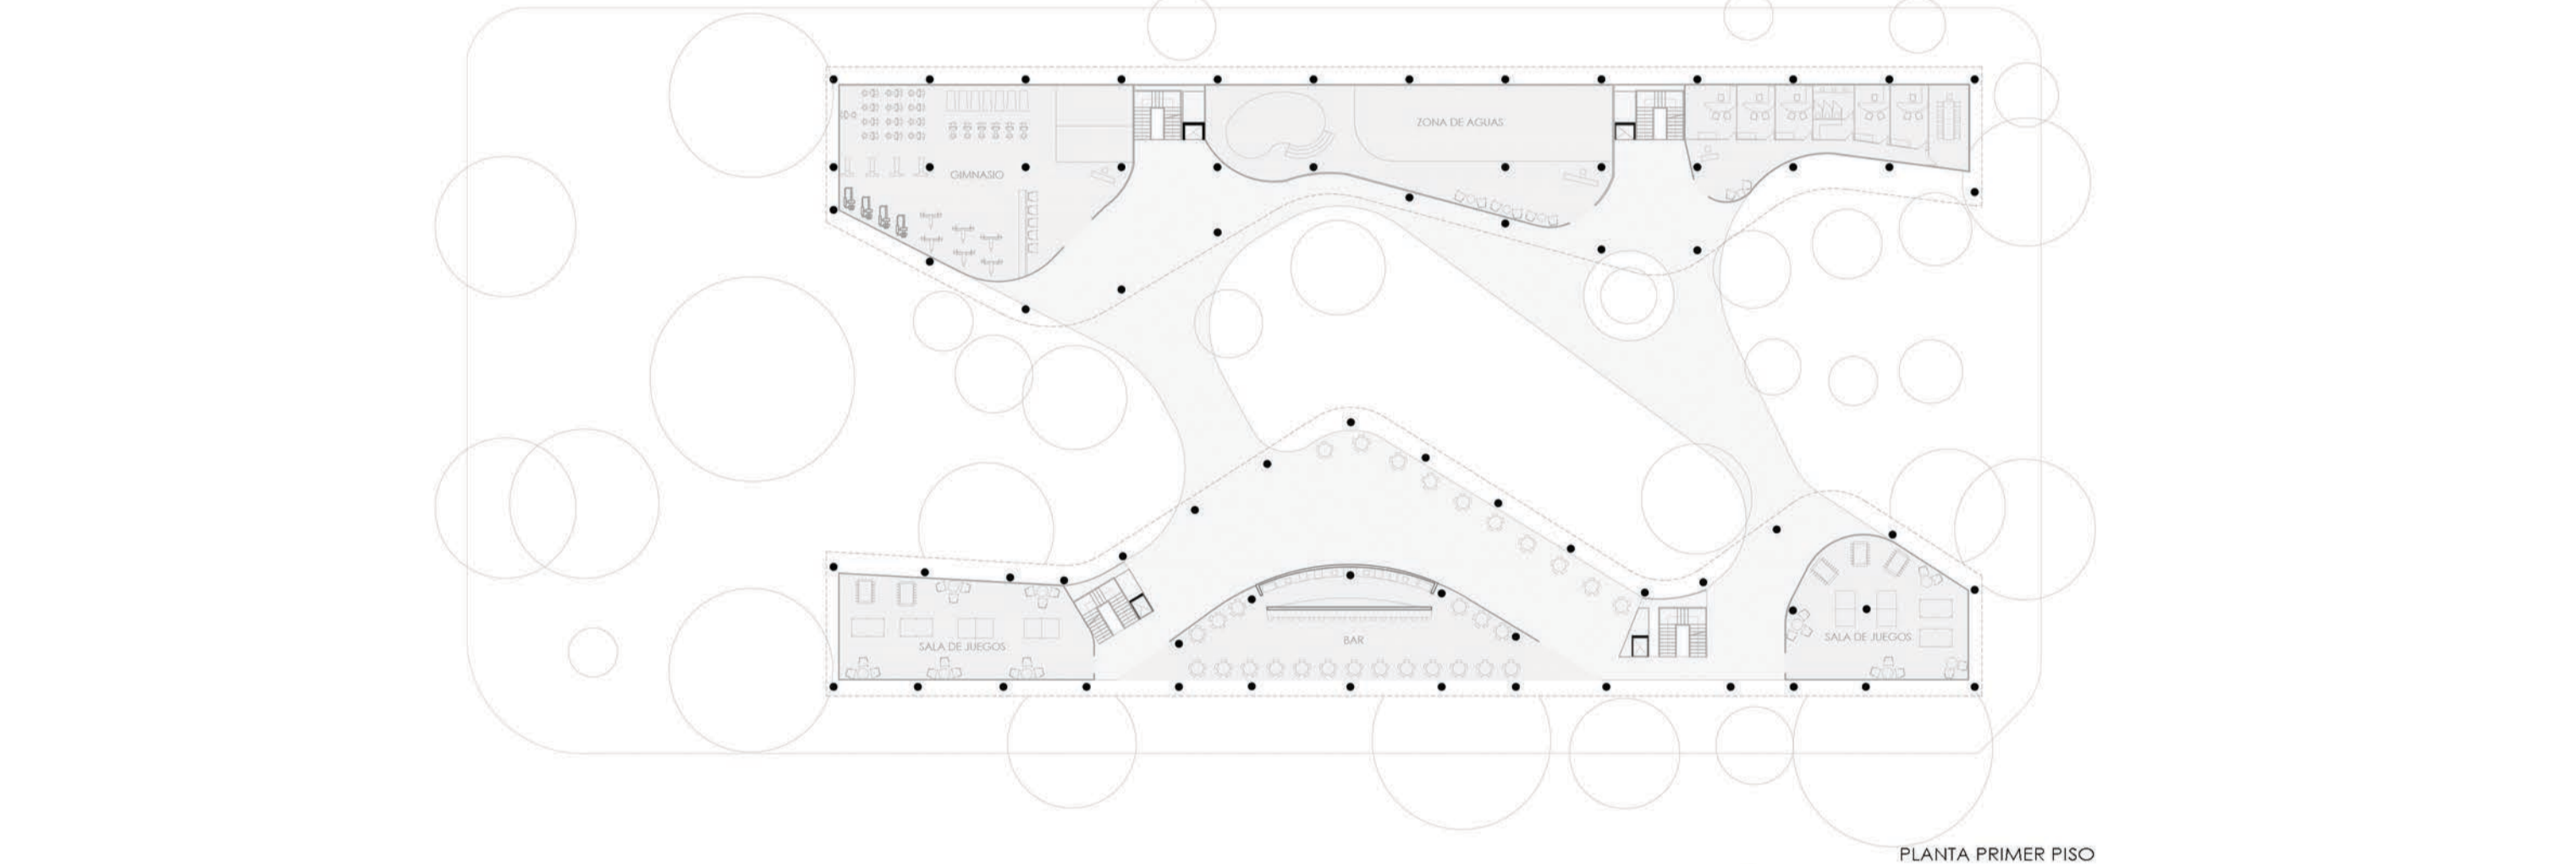 ZONA DE AGUAS
GIMNASIO
SALA DE JUEGOS
BAR
SALA DE JUEGOS
PLANTA PRIMER PISO